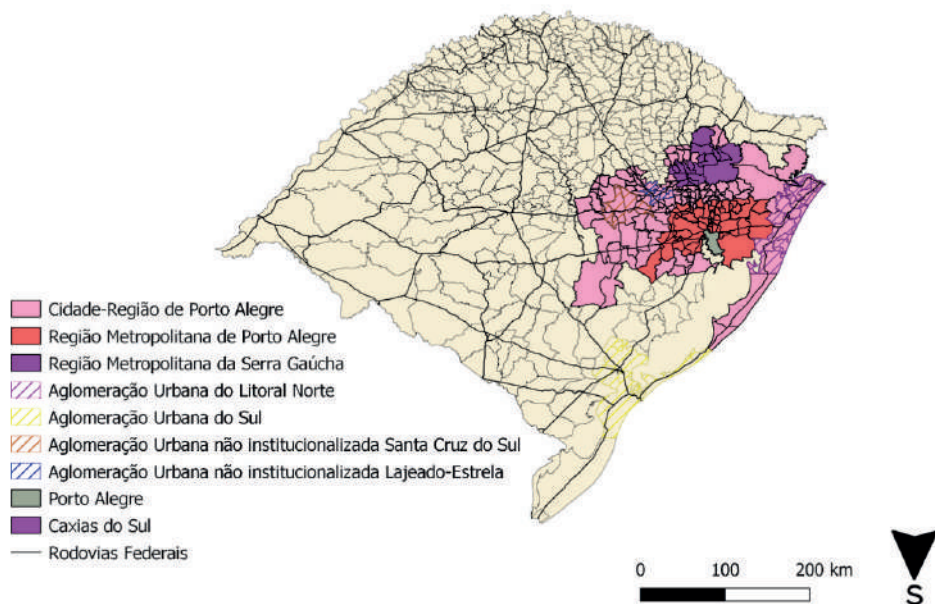 Cidade-Região de Porto Alegre
Região Metropolitana de Porto Alegre
Região Metropolitana da Serra Gaúcha
Aglomeração Urbana do Litoral Norte
Aglomeração Urbana do Sul
Aglomeração Urbana não institucionalizada Santa Cruz do Sul
Aglomeração Urbana não institucionalizada Lajeado-Estrela
Porto Alegre
Caxias do Sul
Rodovias Federais
0 100 200 km
S